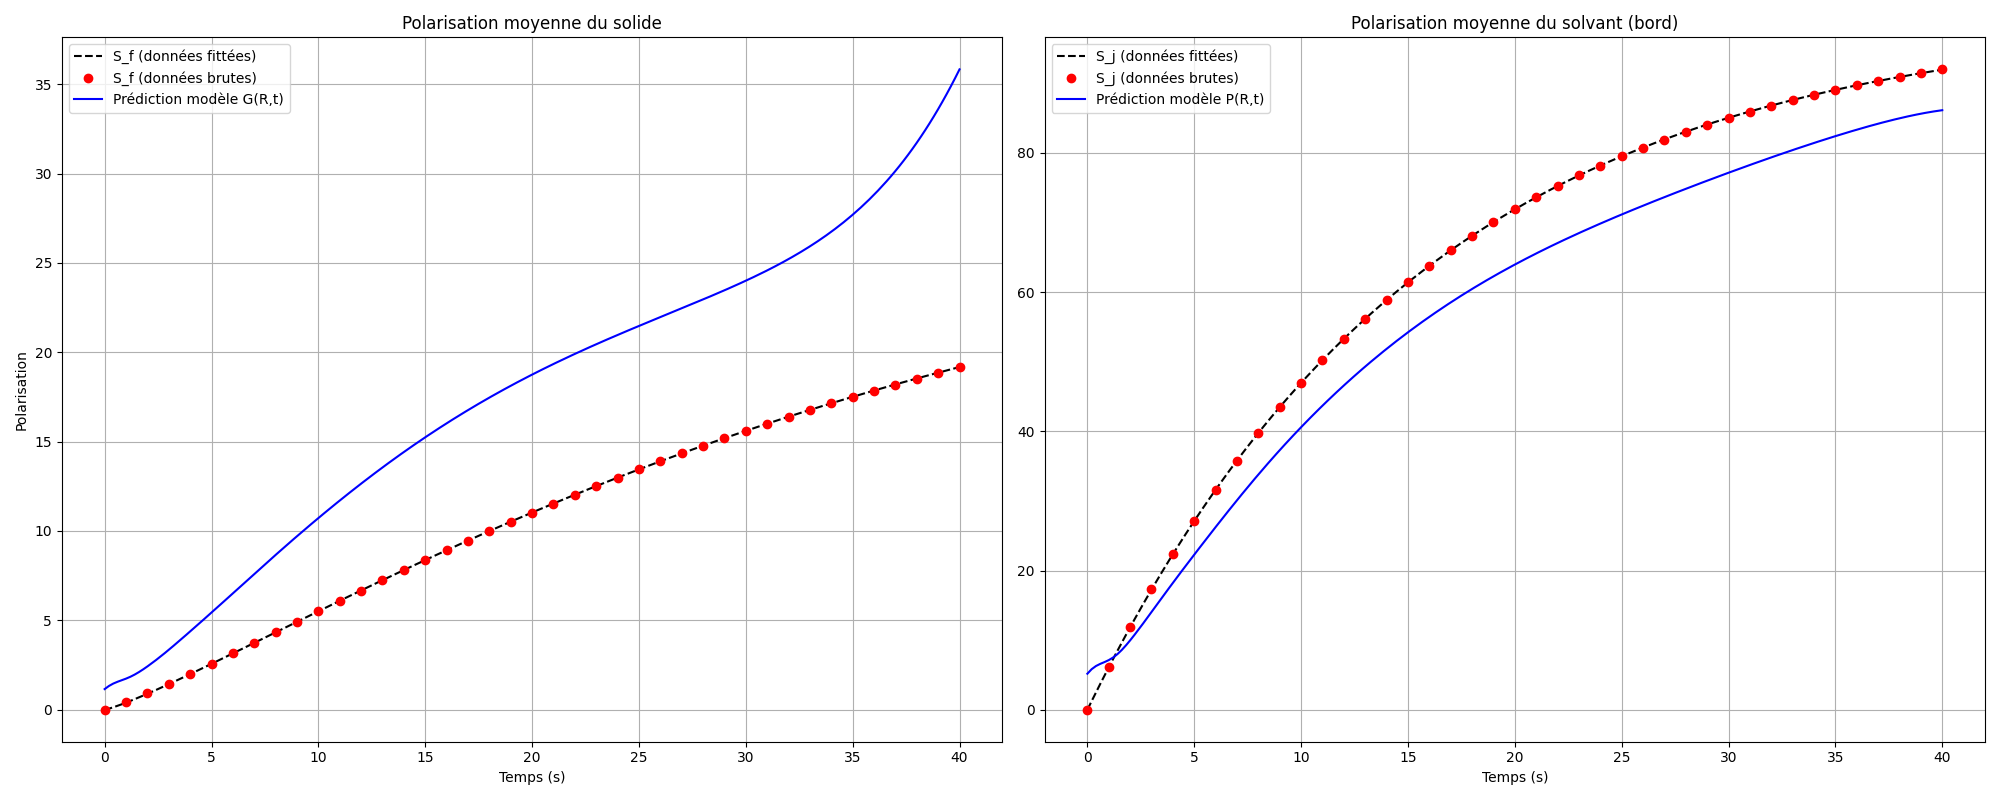 Polarisation moyenne du solide
S_f (données fittées)
S_f (données brutes)
Prédiction modèle G(R,t)
Polarisation
35
30
25
20
15
10
5
0
0 5 10 15 20 25 30 35 40
Temps (s)
Polarisation moyenne du solvant (bord)
S_j (données fittées)
S_j (données brutes)
Prédiction modèle P(R,t)
80
60
40
20
0
0 5 10 15 20 25 30 35 40
Temps (s)